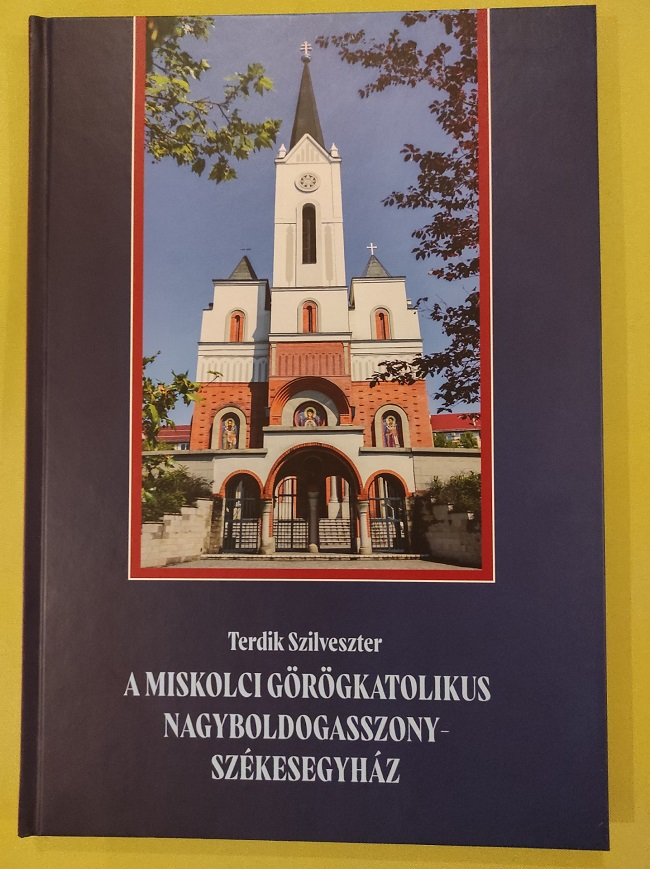 Terdik Szilveszter
A MISKOLCI GÖRÖGKATOLIKUS
NAGYBOLDOGASSZONY-
SZÉKESEGYHÁZ